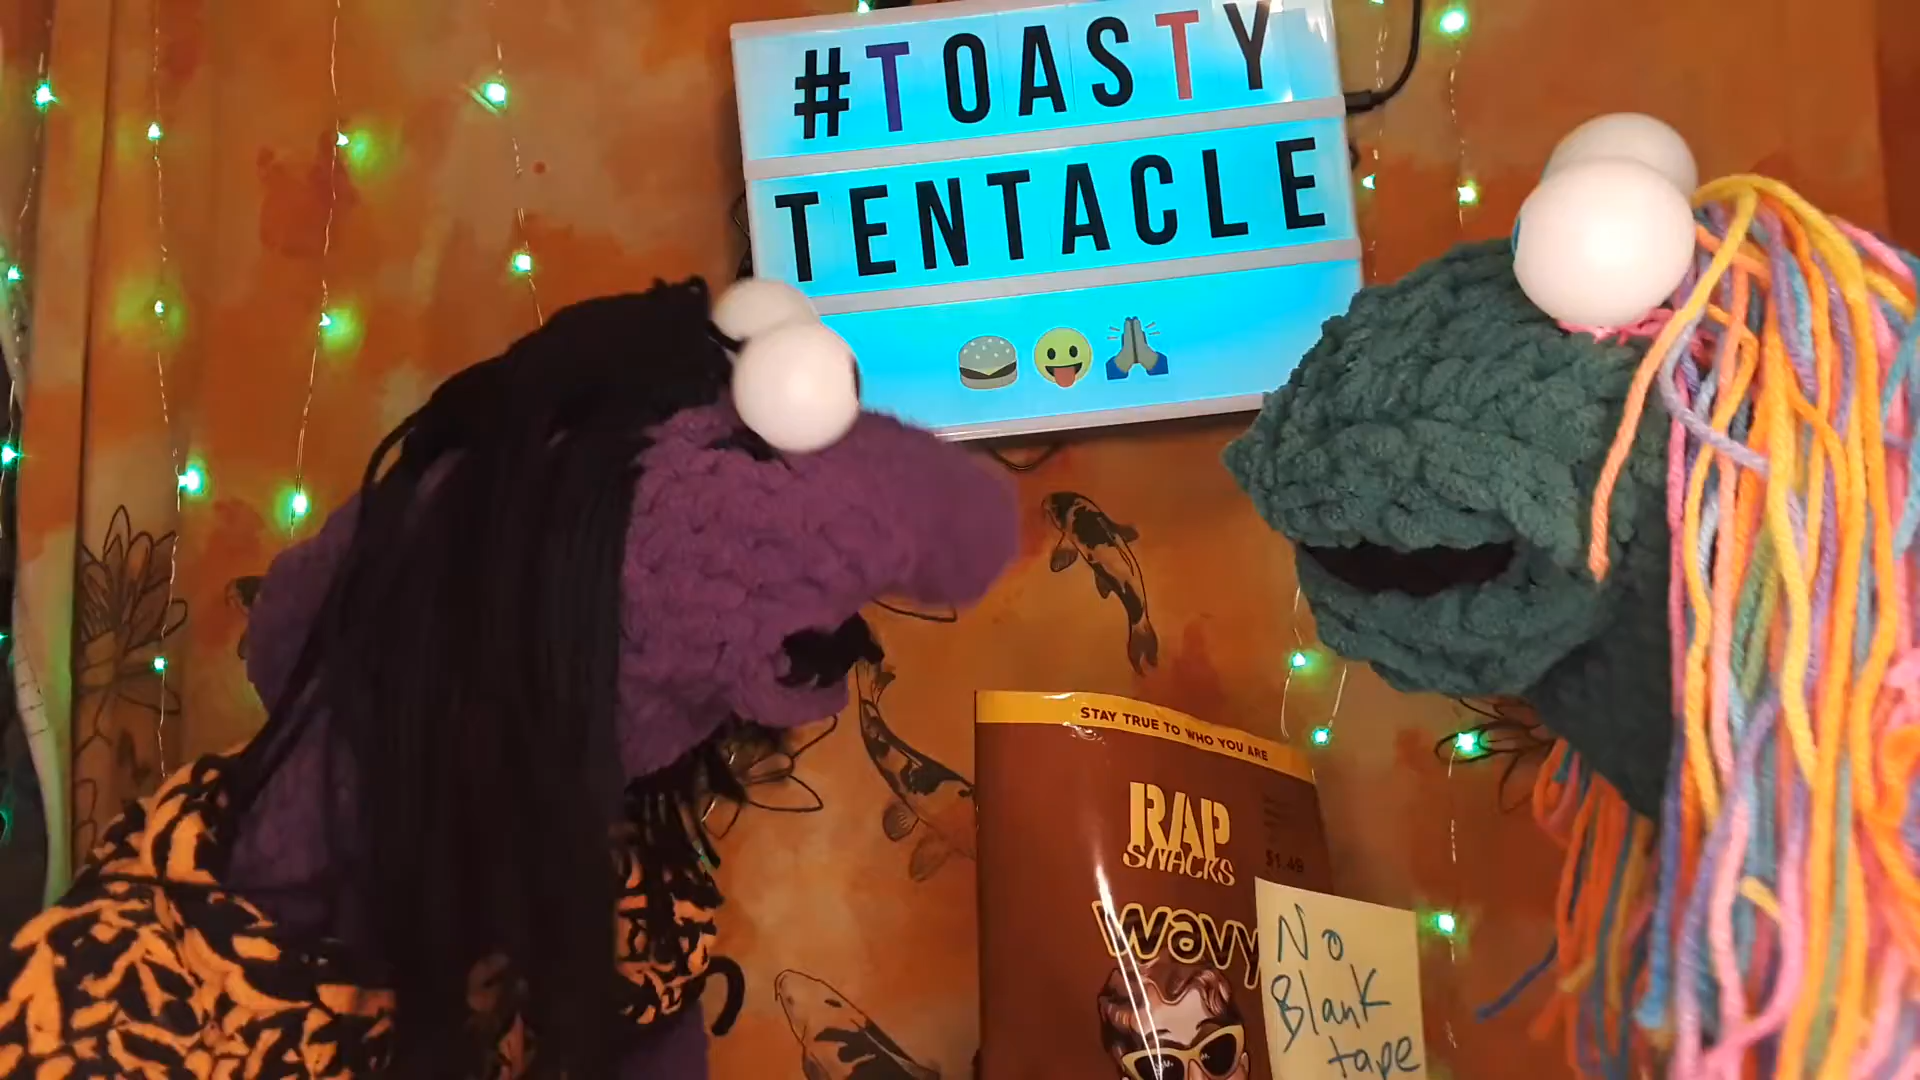 #TOASTY
TENTACLE
STAY TRUE TO WHO YOU ARE
RAP
SNACKS
$1.49
wavy
No
Blank
tape